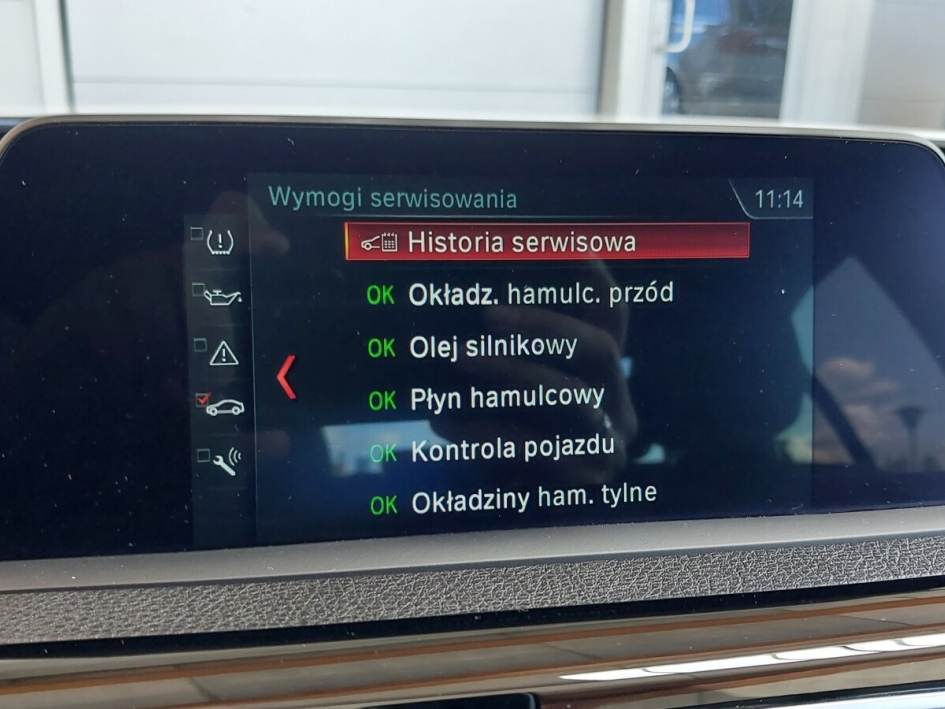 Wymogi serwisowania
11:14
Historia serwisowa
OK Okładz. hamulc. przód
OK Olej silnikowy
OK Płyn hamulcowy
OK Kontrola pojazdu
OK Okładziny ham. tylne